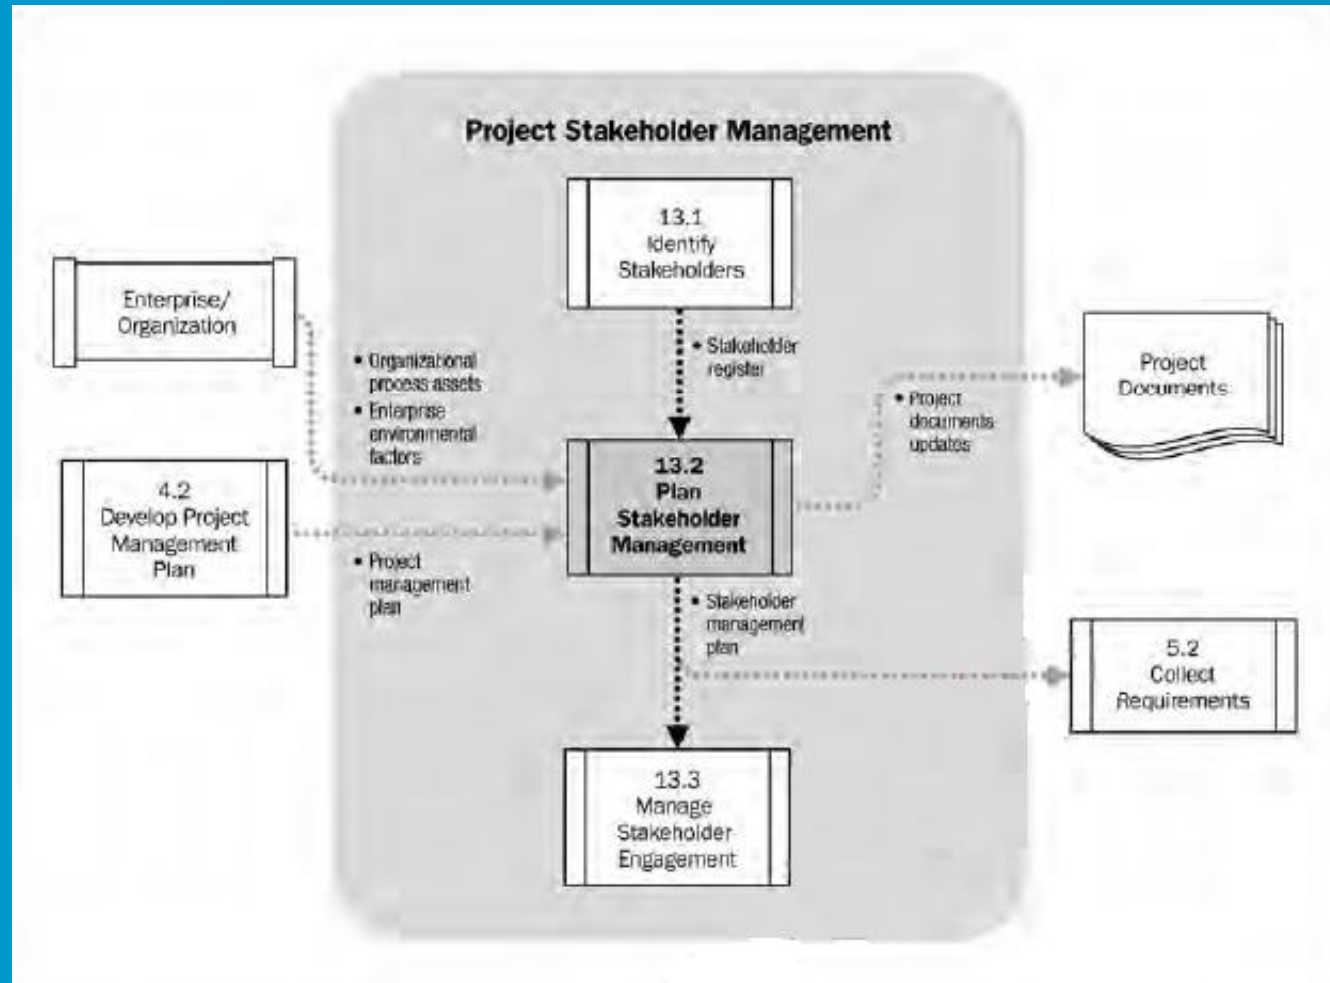 Project Stakeholder Management
13.1
Identify
Stakeholders
Enterprise/
Organization
• Stakeholder
register
• Organizational
process assets
• Enterprise
environmental
factors
Project
Documents
• Project
documents
updates
4.2
Develop Project
Management
Plan
13.2
Plan
Stakeholder
Management
• Project
management
plan
• Stakeholder
management
plan
5.2
Collect
Requirements
13.3
Manage
Stakeholder
Engagement